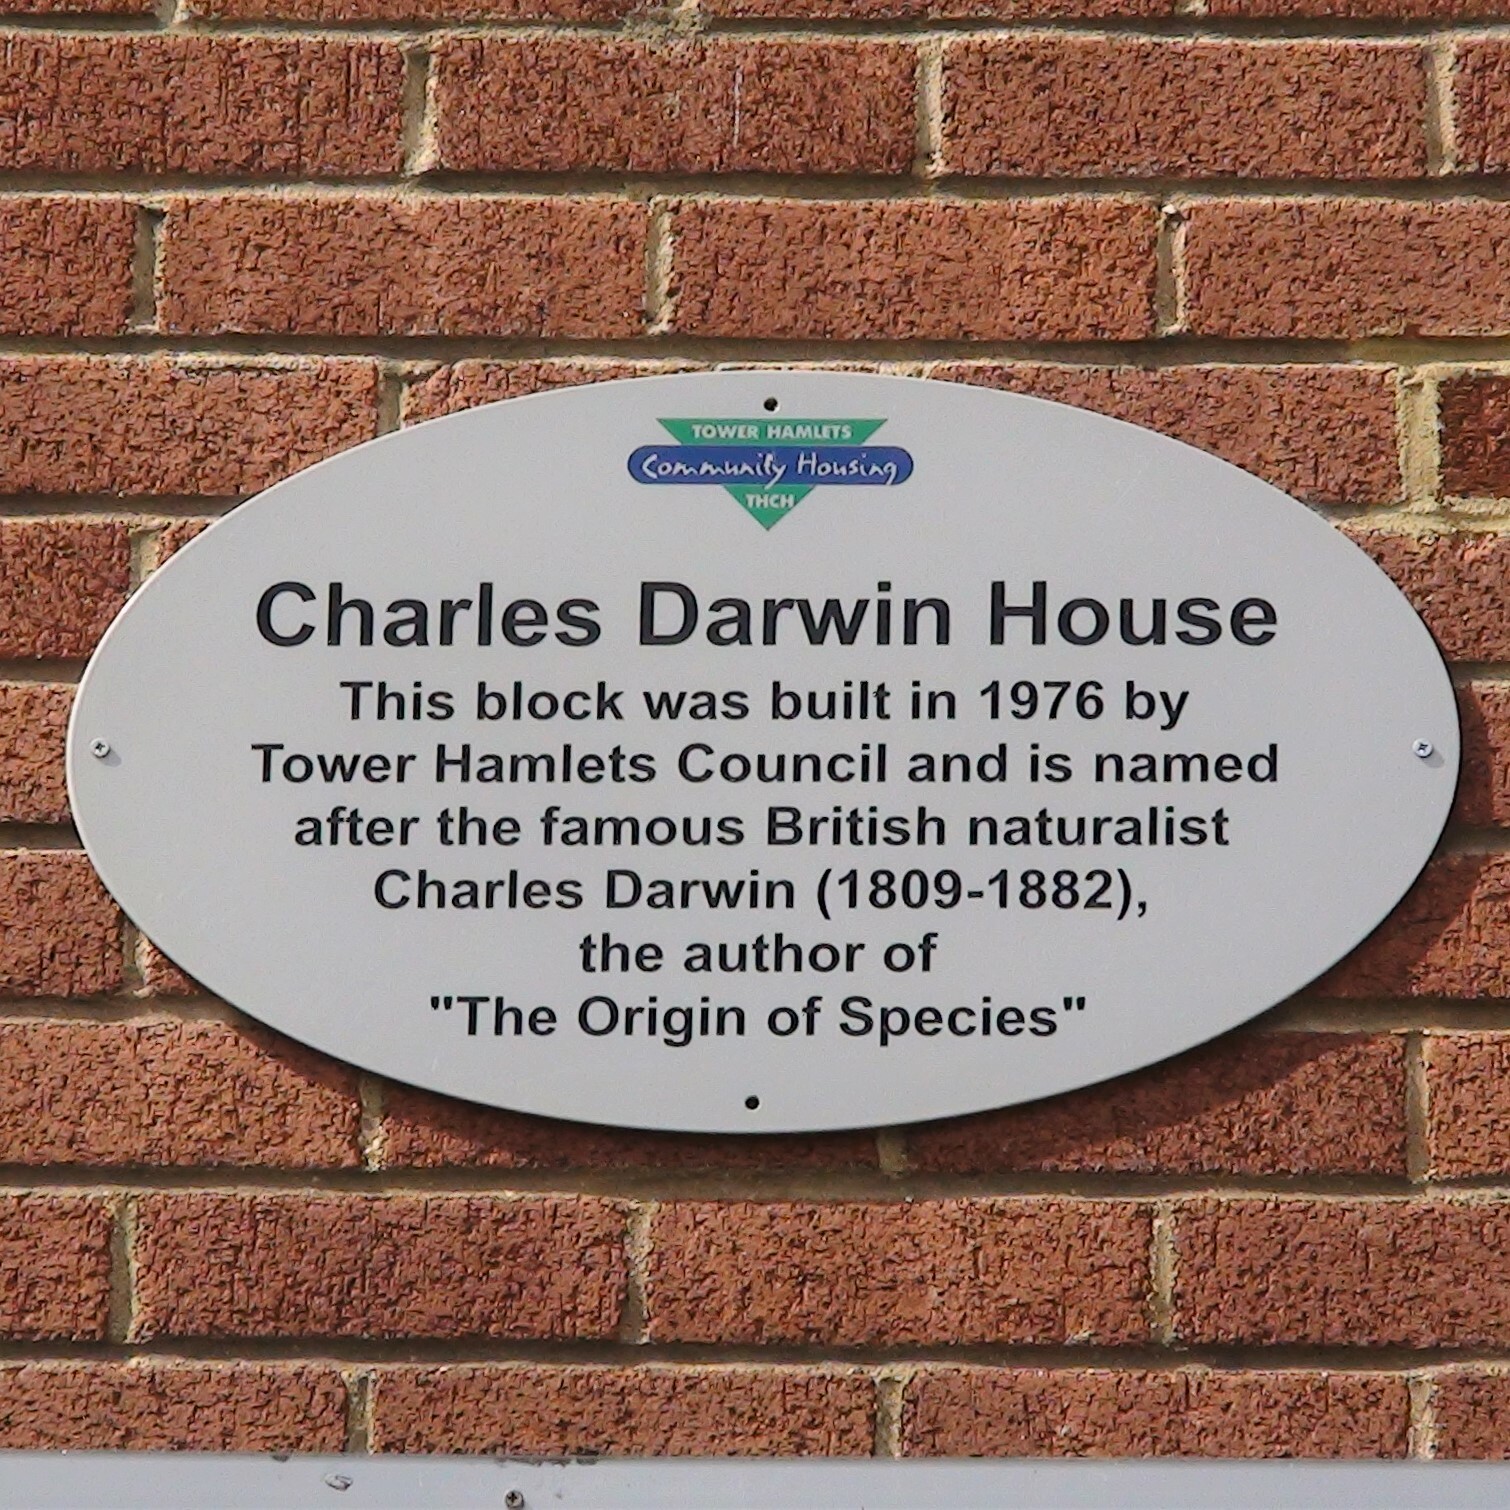 TOWER HAMLETS
Community Housing
THCH
Charles Darwin House
This block was built in 1976 by
Tower Hamlets Council and is named
after the famous British naturalist
Charles Darwin (1809-1882),
the author of
"The Origin of Species"